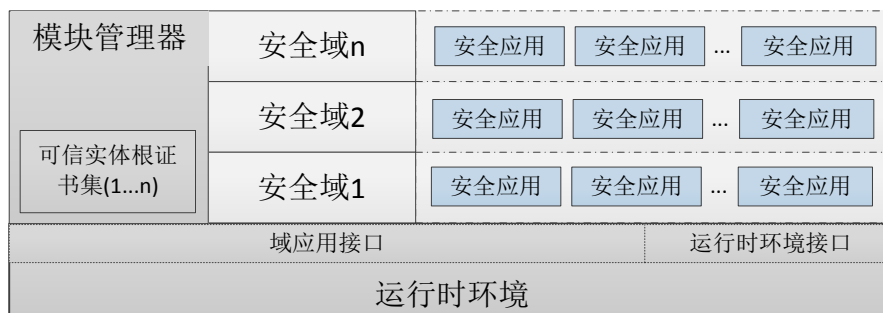 模块管理器
可信实体根证
书集(1...n)
安全域n
安全应用 安全应用 ... 安全应用
安全域2
安全应用 安全应用 ... 安全应用
安全域1
安全应用 安全应用 ... 安全应用
域应用接口 运行时环境接口
运行时环境